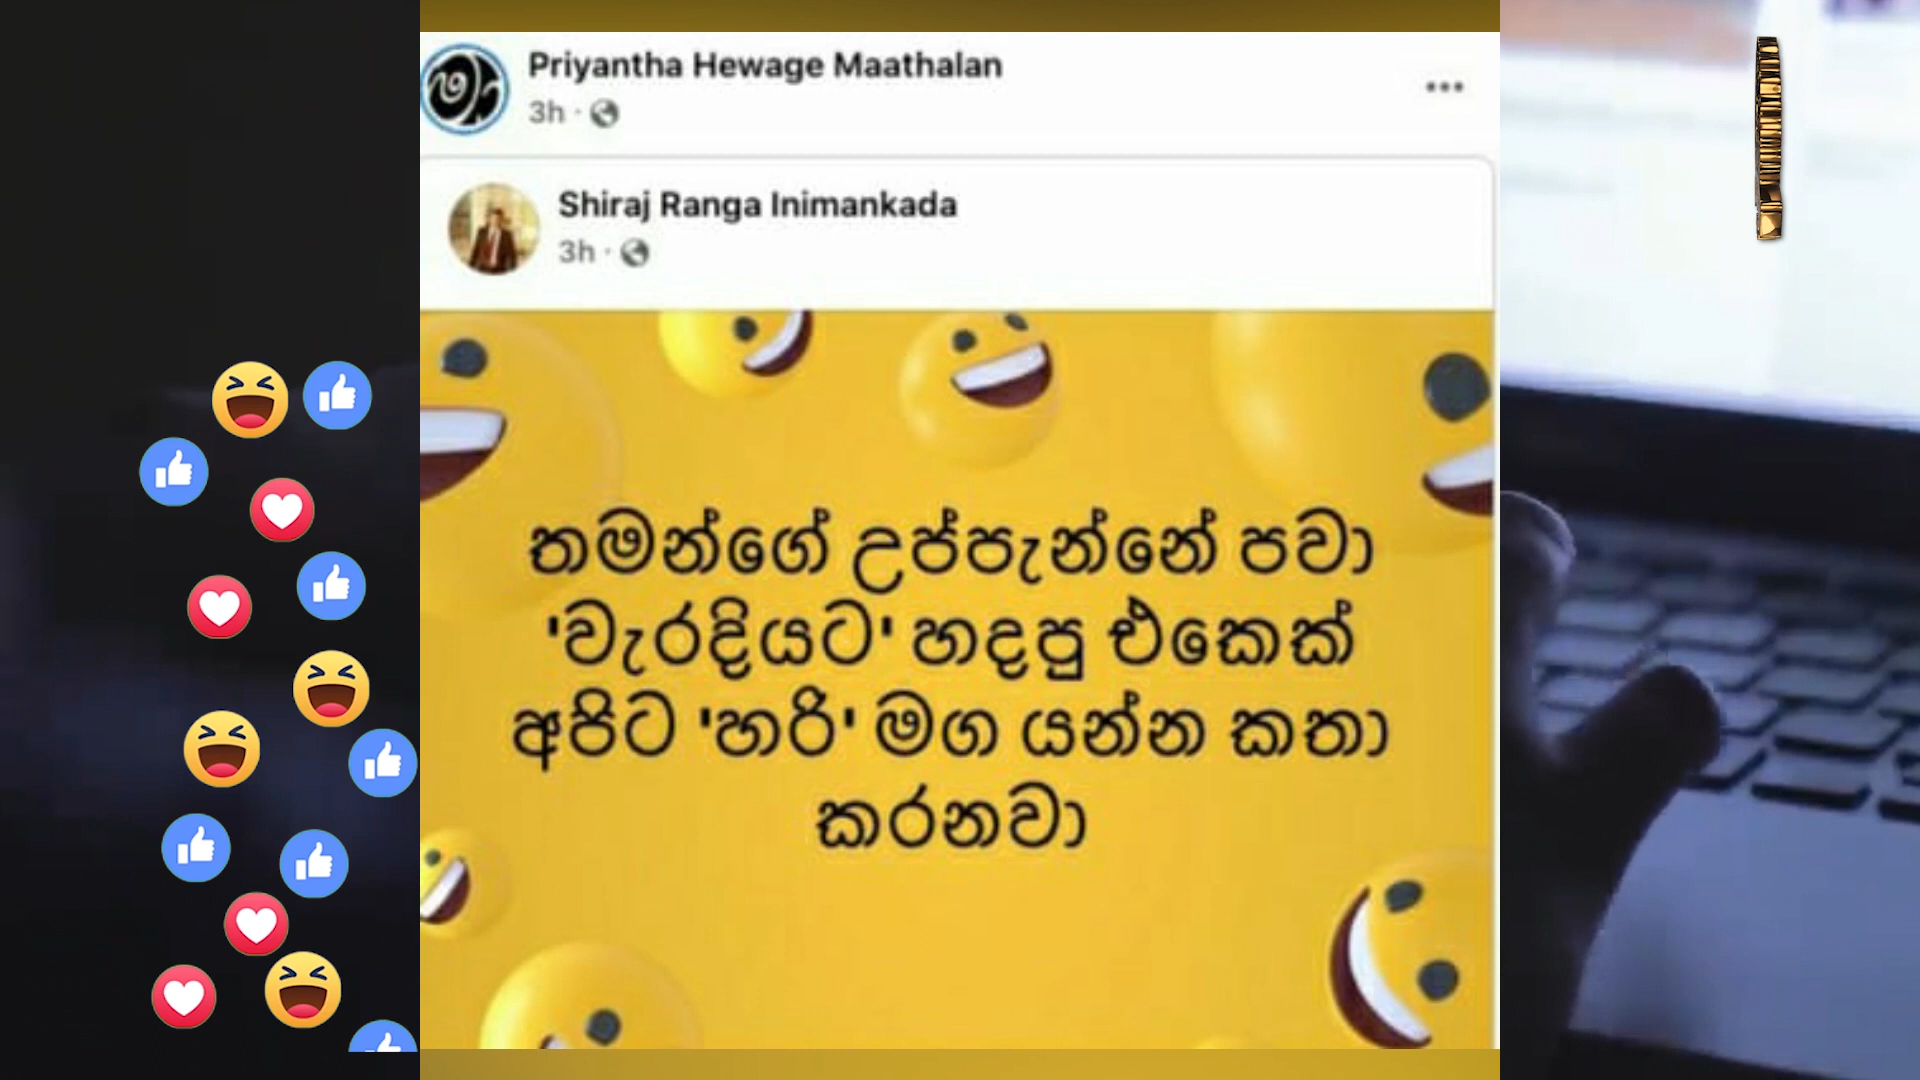 Priyantha Hewage Maathalan
3h ·
Shiraj Ranga Inimankada
3h ·
තමන්ගේ උප්පැන්නේ පවා
'වැරදියට' හදපු එකෙක්
අපිට 'හරි' මග යන්න කතා
කරනවා